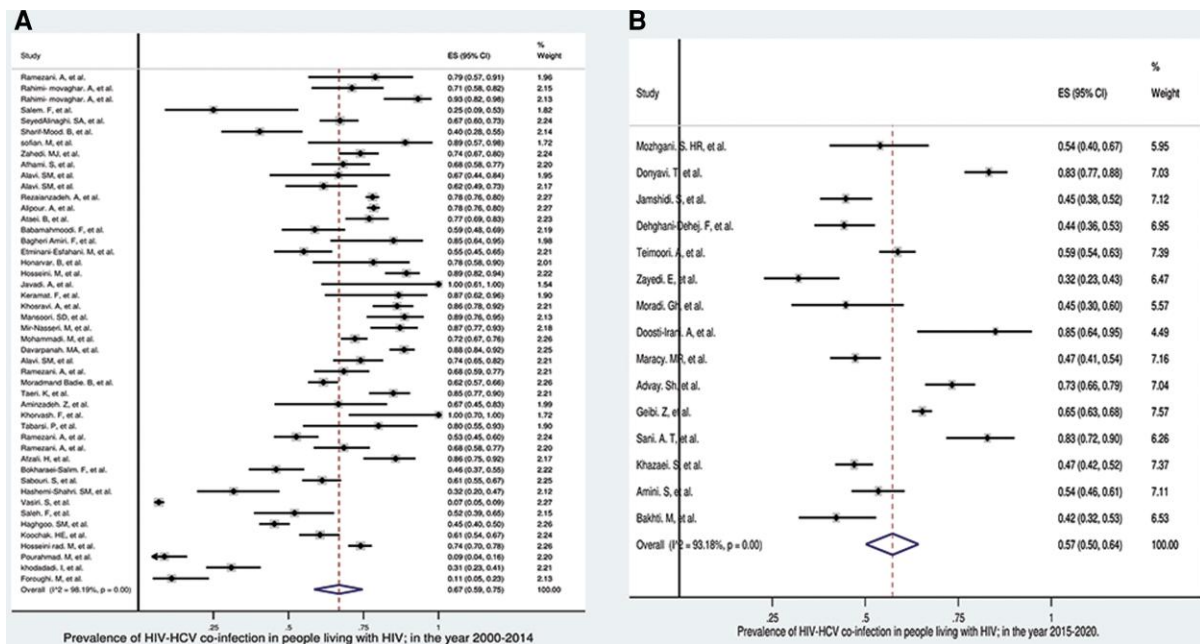 A
Study ES (95% CI) % Weight
Ramezani. A, et al. 0.79 (0.57, 0.91) 1.96
Rahimi- movaghar. A, et al. 0.71 (0.58, 0.82) 2.15
Rahimi- movaghar. A, et al. 0.93 (0.82, 0.98) 2.13
Salem. F, et al. 0.25 (0.09, 0.53) 1.82
SeyedAlinaghi. SA, et al. 0.67 (0.60, 0.73) 2.24
Sharif-Mood. B, et al. 0.40 (0.28, 0.55) 2.14
sofian. M, et al. 0.89 (0.57, 0.98) 1.72
Zahedi. MJ, et al. 0.74 (0.67, 0.80) 2.24
Afhami. S, et al. 0.68 (0.58, 0.77) 2.20
Alavi. SM, et al. 0.67 (0.44, 0.84) 1.95
Alavi. SM, et al. 0.62 (0.49, 0.73) 2.17
Rezaianzadeh. A, et al. 0.78 (0.76, 0.80) 2.27
Alipour. A, et al. 0.78 (0.76, 0.80) 2.27
Ataei. B, et al. 0.77 (0.69, 0.83) 2.23
Babamahmoodi. F, et al. 0.59 (0.48, 0.69) 2.19
Bagheri Amiri. F, et al. 0.85 (0.64, 0.95) 1.98
Etminani-Esfahani. M, et al. 0.55 (0.45, 0.65) 2.21
Honarvar. B, et al. 0.78 (0.58, 0.90) 2.01
Hosseini. M, et al. 0.89 (0.82, 0.94) 2.22
Javadi. A, et al. 1.00 (0.61, 1.00) 1.54
Keramat. F, et al. 0.87 (0.62, 0.96) 1.90
Khosravi. A, et al. 0.86 (0.78, 0.92) 2.21
Mansoori. SD, et al. 0.89 (0.76, 0.95) 2.13
Mir-Nasseri. M, et al. 0.87 (0.77, 0.93) 2.18
Mohammadi. M, et al. 0.72 (0.67, 0.76) 2.26
Davarpanah. MA, et al. 0.88 (0.84, 0.92) 2.25
Alavi. SM, et al. 0.74 (0.65, 0.82) 2.21
Ramezani. A, et al. 0.68 (0.59, 0.77) 2.21
Moradmand Badie. B, et al. 0.62 (0.57, 0.66) 2.26
Taeri. K, et al. 0.85 (0.77, 0.90) 2.21
Aminzadeh. Z, et al. 0.67 (0.45, 0.83) 1.99
Khorvash. F, et al. 1.00 (0.70, 1.00) 1.72
Tabarsi. P, et al. 0.80 (0.55, 0.93) 1.90
Ramezani. A, et al. 0.53 (0.45, 0.60) 2.24
Ramezani. A, et al. 0.68 (0.58, 0.77) 2.20
Afzali. H, et al. 0.86 (0.75, 0.92) 2.17
Bokharaei-Salim. F, et al. 0.46 (0.37, 0.55) 2.22
Sabouri. S, et al. 0.61 (0.55, 0.67) 2.25
Hashemi-Shahri. SM, et al. 0.32 (0.20, 0.47) 2.12
Vasiri. S, et al. 0.07 (0.05, 0.09) 2.27
Saleh. F, et al. 0.52 (0.39, 0.65) 2.15
Haghgoo. SM, et al. 0.45 (0.40, 0.50) 2.26
Koochak. HE, et al. 0.61 (0.54, 0.67) 2.24
Hosseini rad. M, et al. 0.74 (0.70, 0.78) 2.26
Pourahmad. M, et al. 0.09 (0.04, 0.16) 2.20
khodadadi. I, et al. 0.31 (0.23, 0.41) 2.21
Foroughi. M, et al. 0.11 (0.05, 0.23) 2.13
Overall (I^2 = 98.19%, p = 0.00) 0.67 (0.59, 0.75) 100.00
.25 .5 .75 1
Prevalence of HIV-HCV co-infection in people living with HIV; in the year 2000-2014
B
Study ES (95% CI) % Weight
Mozhgani. S. HR, et al. 0.54 (0.40, 0.67) 5.95
Donyavi. T, et al. 0.83 (0.77, 0.88) 7.03
Jamshidi. S, et al. 0.45 (0.38, 0.52) 7.12
Dehghani-Dehej. F, et al. 0.44 (0.36, 0.53) 6.95
Teimoori. A, et al. 0.59 (0.54, 0.63) 7.39
Zayedi. E, et al. 0.32 (0.23, 0.43) 6.47
Moradi. Gh, et al. 0.45 (0.30, 0.60) 5.57
Doosti-Irani. A, et al. 0.85 (0.64, 0.95) 4.49
Maracy. MR, et al. 0.47 (0.41, 0.54) 7.16
Advay. Sh, et al. 0.73 (0.66, 0.79) 7.04
Geibi. Z, et al. 0.65 (0.63, 0.68) 7.57
Sani. A. T, et al. 0.83 (0.72, 0.90) 6.26
Khazaei. S, et al. 0.47 (0.42, 0.52) 7.37
Amini. S, et al. 0.54 (0.46, 0.61) 7.11
Bakhti. M, et al. 0.42 (0.32, 0.53) 6.53
Overall (I^2 = 93.18%, p = 0.00) 0.57 (0.50, 0.64) 100.00
.25 .5 .75 1
Prevalence of HIV-HCV co-infection in people living with HIV; in the year 2015-2020.